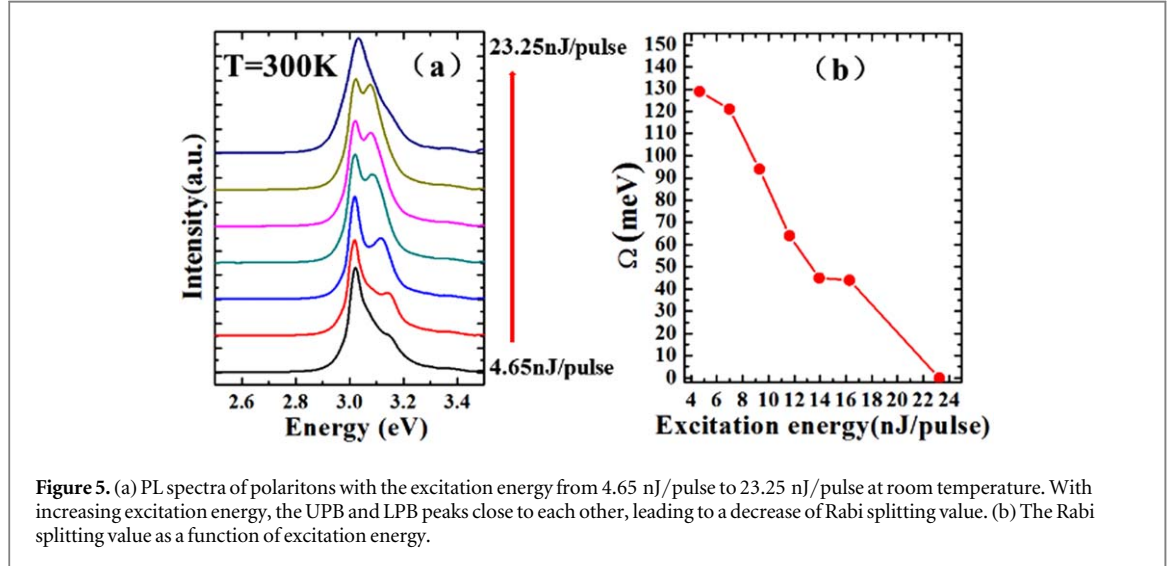 T=300K
(a)
23.25nJ/pulse
4.65nJ/pulse
Intensity(a.u.)
2.6 2.8 3.0 3.2 3.4
Energy (eV)
(b)
150
140
130
120
110
100
90
80
70
60
50
40
30
20
10
0
Ω (meV)
4 6 8 10 12 14 16 18 20 22 24
Excitation energy(nJ/pulse)
Figure 5. (a) PL spectra of polaritons with the excitation energy from 4.65 nJ/pulse to 23.25 nJ/pulse at room temperature. With
increasing excitation energy, the UPB and LPB peaks close to each other, leading to a decrease of Rabi splitting value. (b) The Rabi
splitting value as a function of excitation energy.